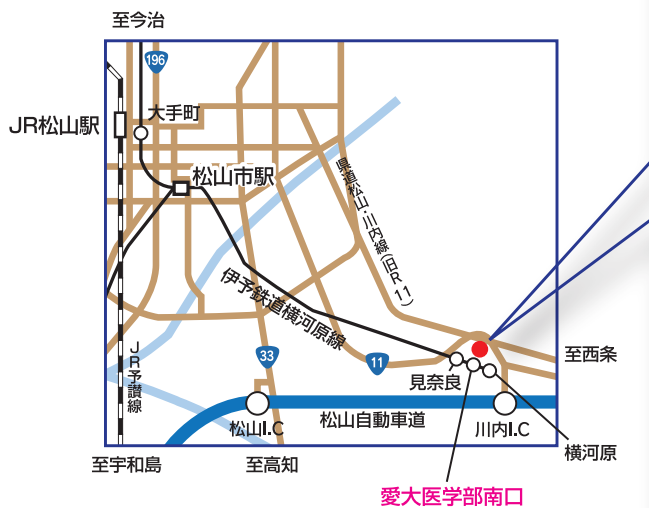 至今治
196
大手町
JR松山駅
松山市駅
県道松山・川内線(旧R11)
伊予鉄道横河原線
JR予讃線
33
11
見奈良
至西条
松山I.C
松山自動車道
川内I.C
横河原
至宇和島
至高知
愛大医学部南口